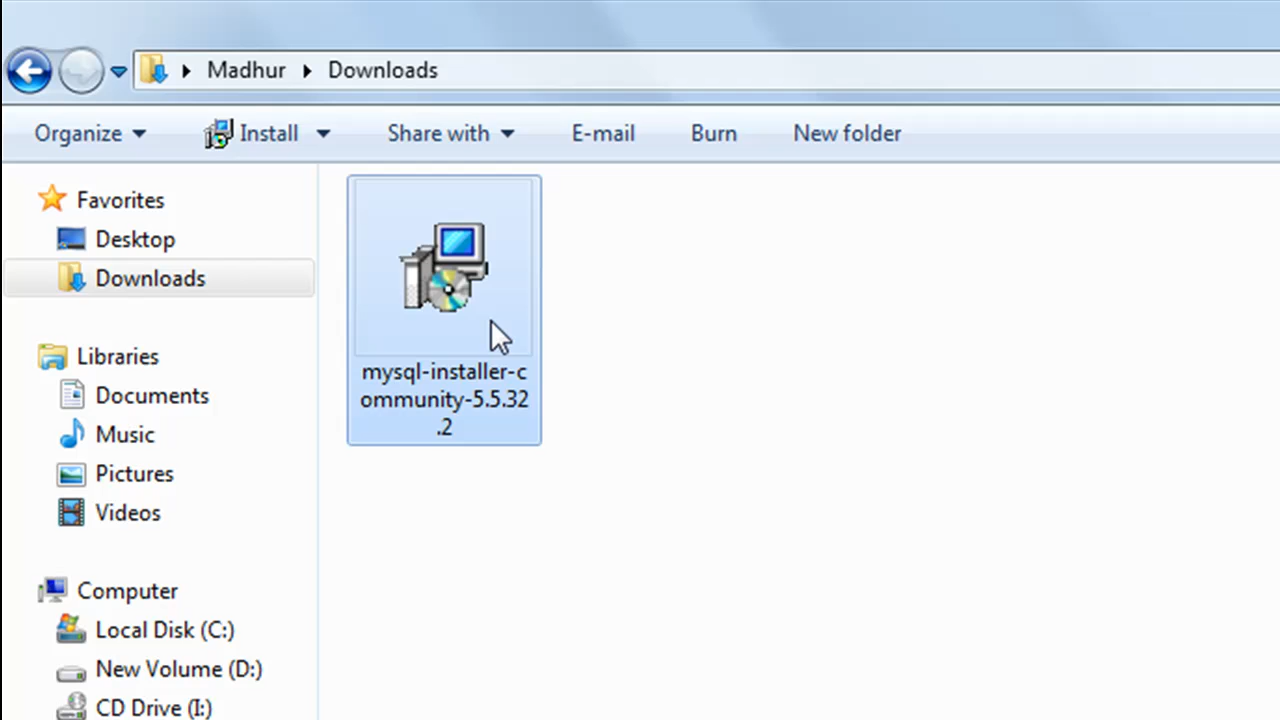 Madhur Downloads
Organize Install Share with E-mail Burn New folder
Favorites
Desktop
Downloads
Libraries
Documents
Music
Pictures
Videos
Computer
Local Disk (C:)
New Volume (D:)
CD Drive (I:)
mysql-installer-c
ommunity-5.5.32
.2